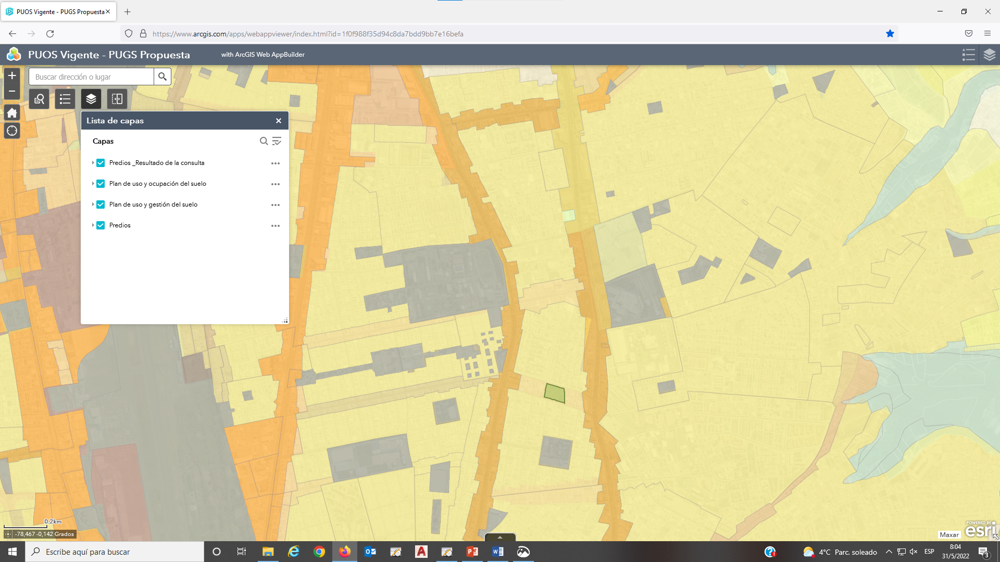 PUOS Vigente - PUGS Propuesta
https://www.arcgis.com/apps/webappviewer/index.html?id=1f0f988f35d94c8da7bdd9bb7e16befa
PUOS Vigente - PUGS Propuesta
with ArcGIS Web AppBuilder
Buscar dirección o lugar
Lista de capas
Capas
Predios _Resultado de la consulta
Plan de uso y ocupación del suelo
Plan de uso y gestión del suelo
Predios
0.2km
-78,467 -0,142 Grados
POWERED BY
esri
Maxar
Escribe aquí para buscar
4°C Parc. soleado
ESP
8:04
31/5/2022
3